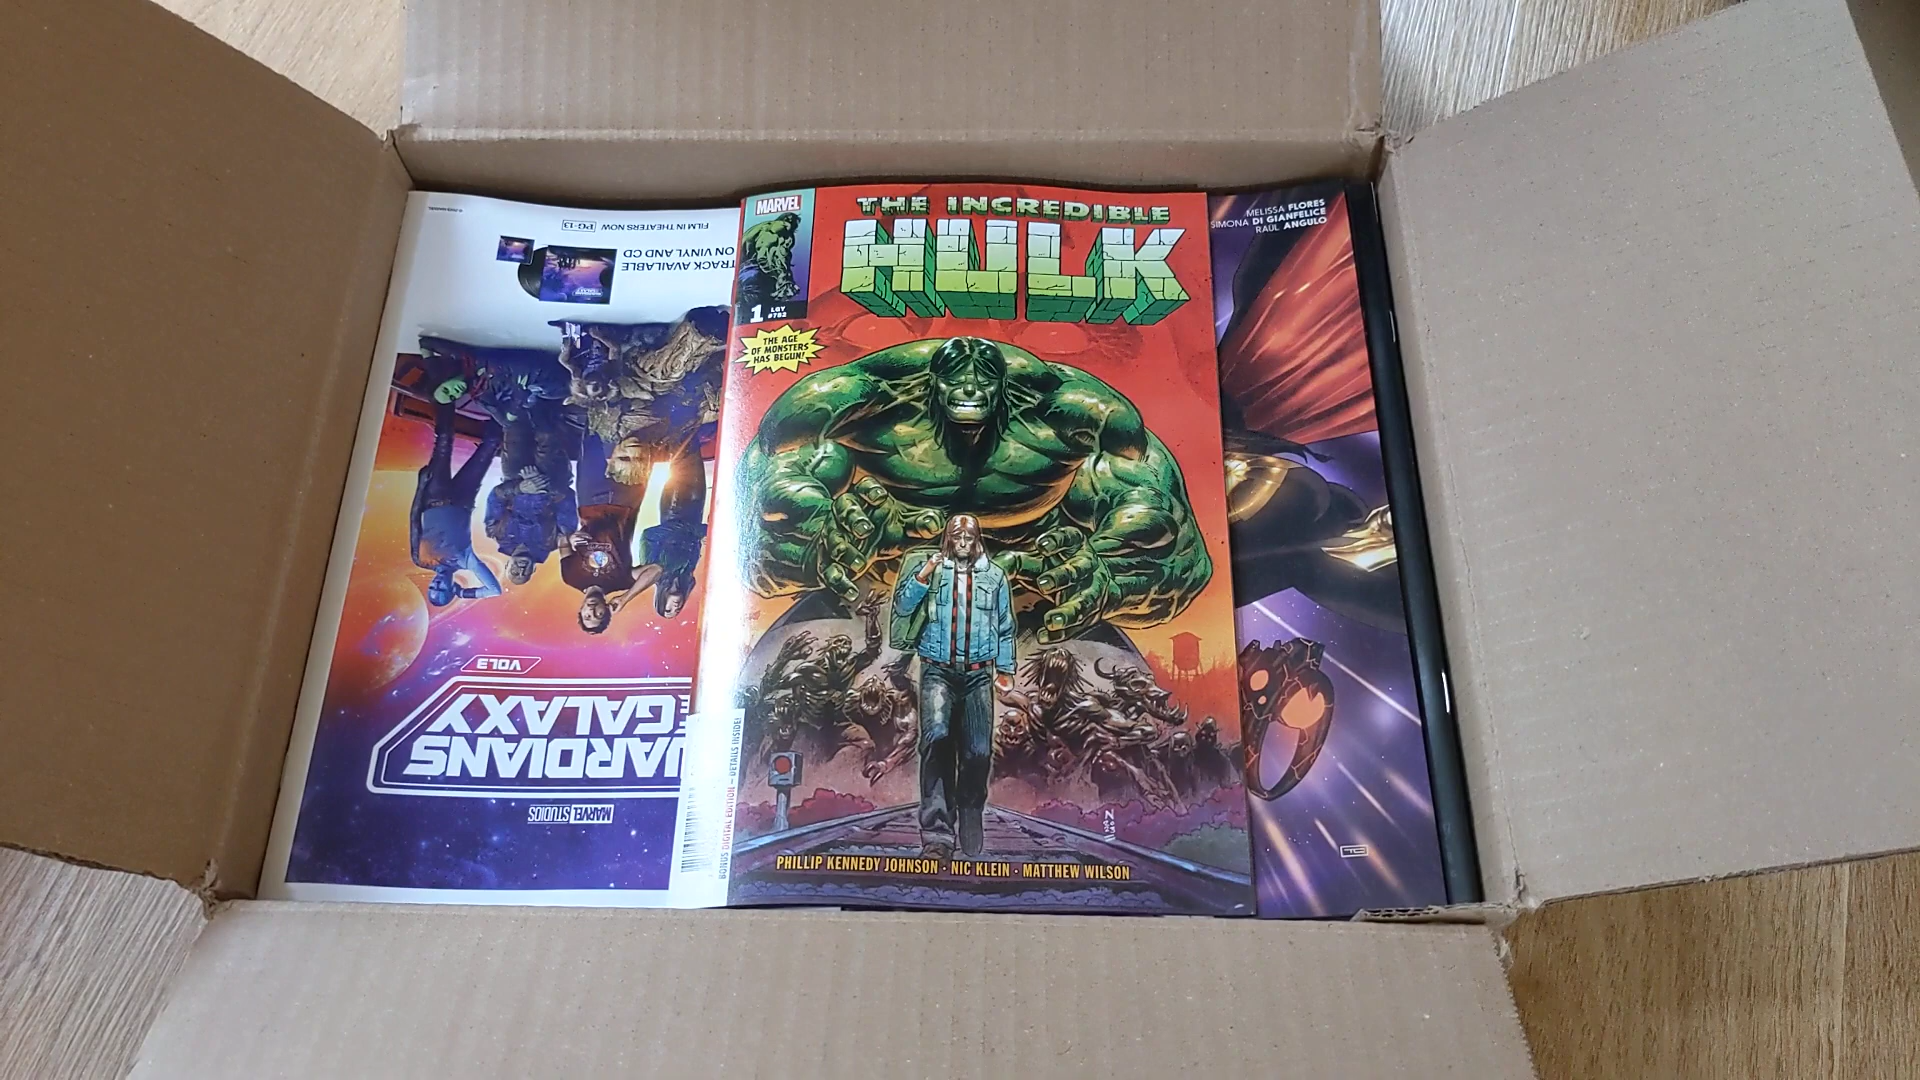 FILM IN THEATERS NOW PG-13
TRACK AVAILABLE
ON VINYL AND CD
VOL 3
GALAXY
MARVEL STUDIOS
MARVEL
1 LGY
#782
THE INCREDIBLE
HULK
THE AGE
OF MONSTERS
HAS BEGUN!
BONUS DIGITAL EDITION – DETAILS INSIDE!
PHILLIP KENNEDY JOHNSON · NIC KLEIN · MATTHEW WILSON
MELISSA FLORES
SIMONA DI GIANFELICE
RAÜL ANGULO